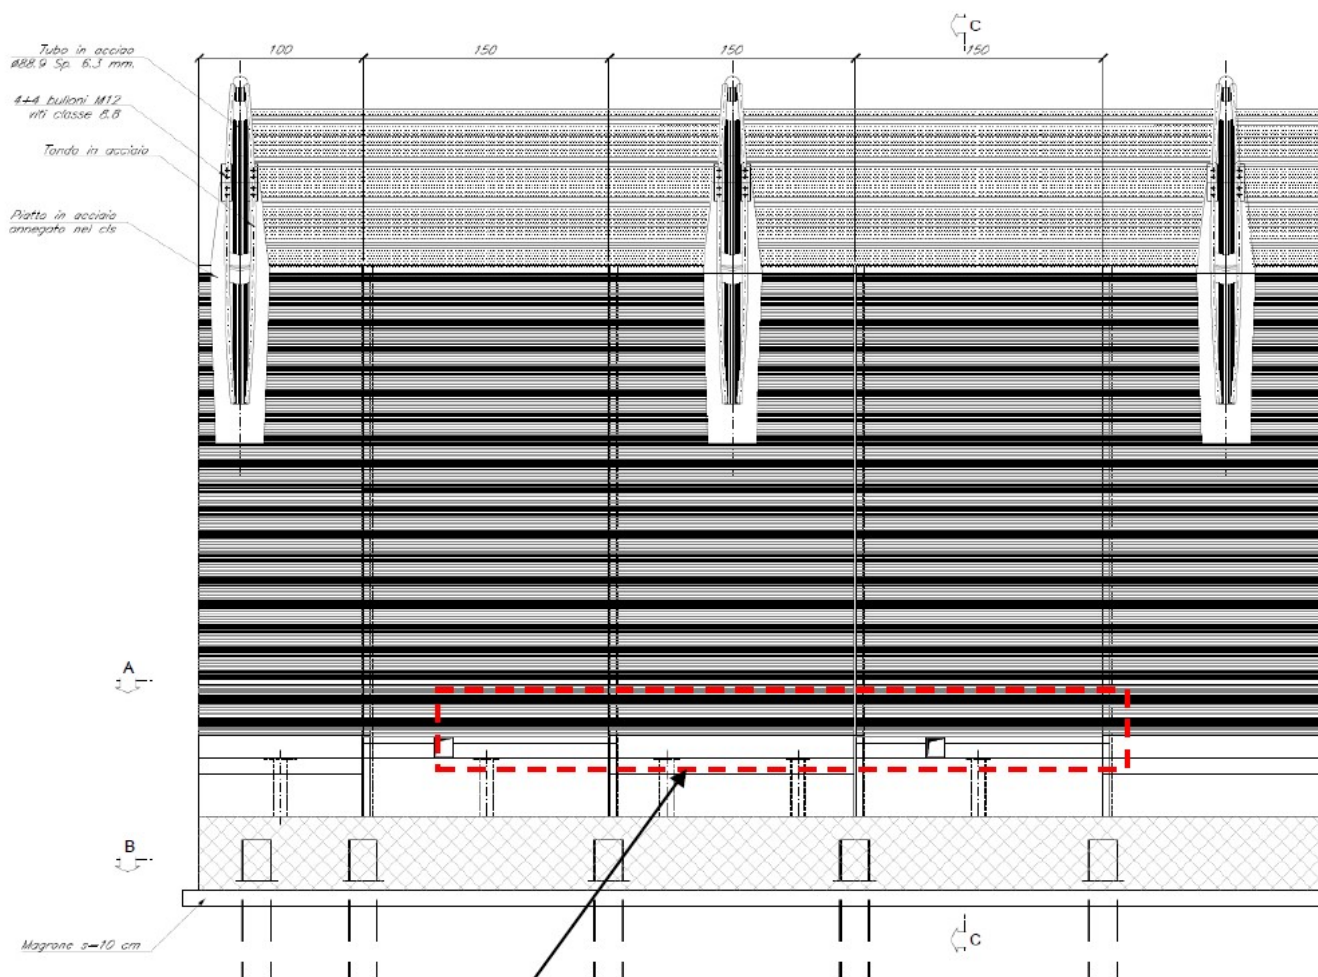 C
100
150
150
150
Tubo in acciao
Ø88.9 Sp. 6.3 mm.
4+4 bulloni M12
viti classe 8.8
Tondo in acciaio
Piatto in acciaio
annegato nel cls
A
B
Magrone s=10 cm
C